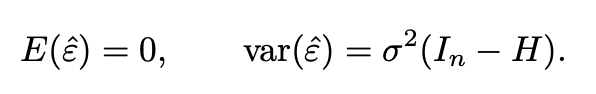 E(ε̂) = 0, var(ε̂) = σ²(Iₙ − H).